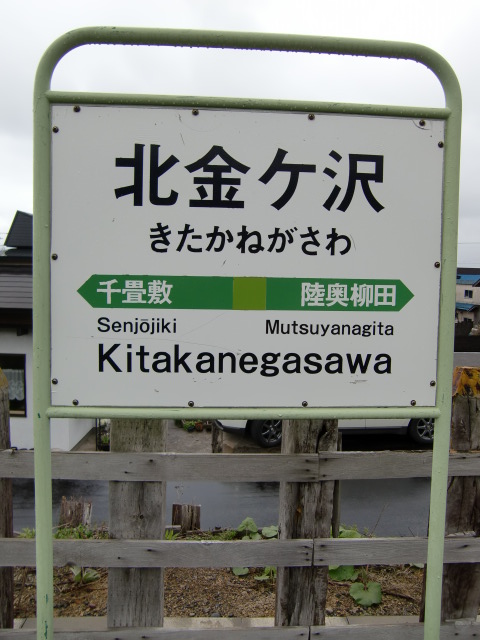 北金ケ沢
きたかねがさわ
千畳敷 陸奥柳田
Senjōjiki Mutsuyanagita
Kitakanegasawa